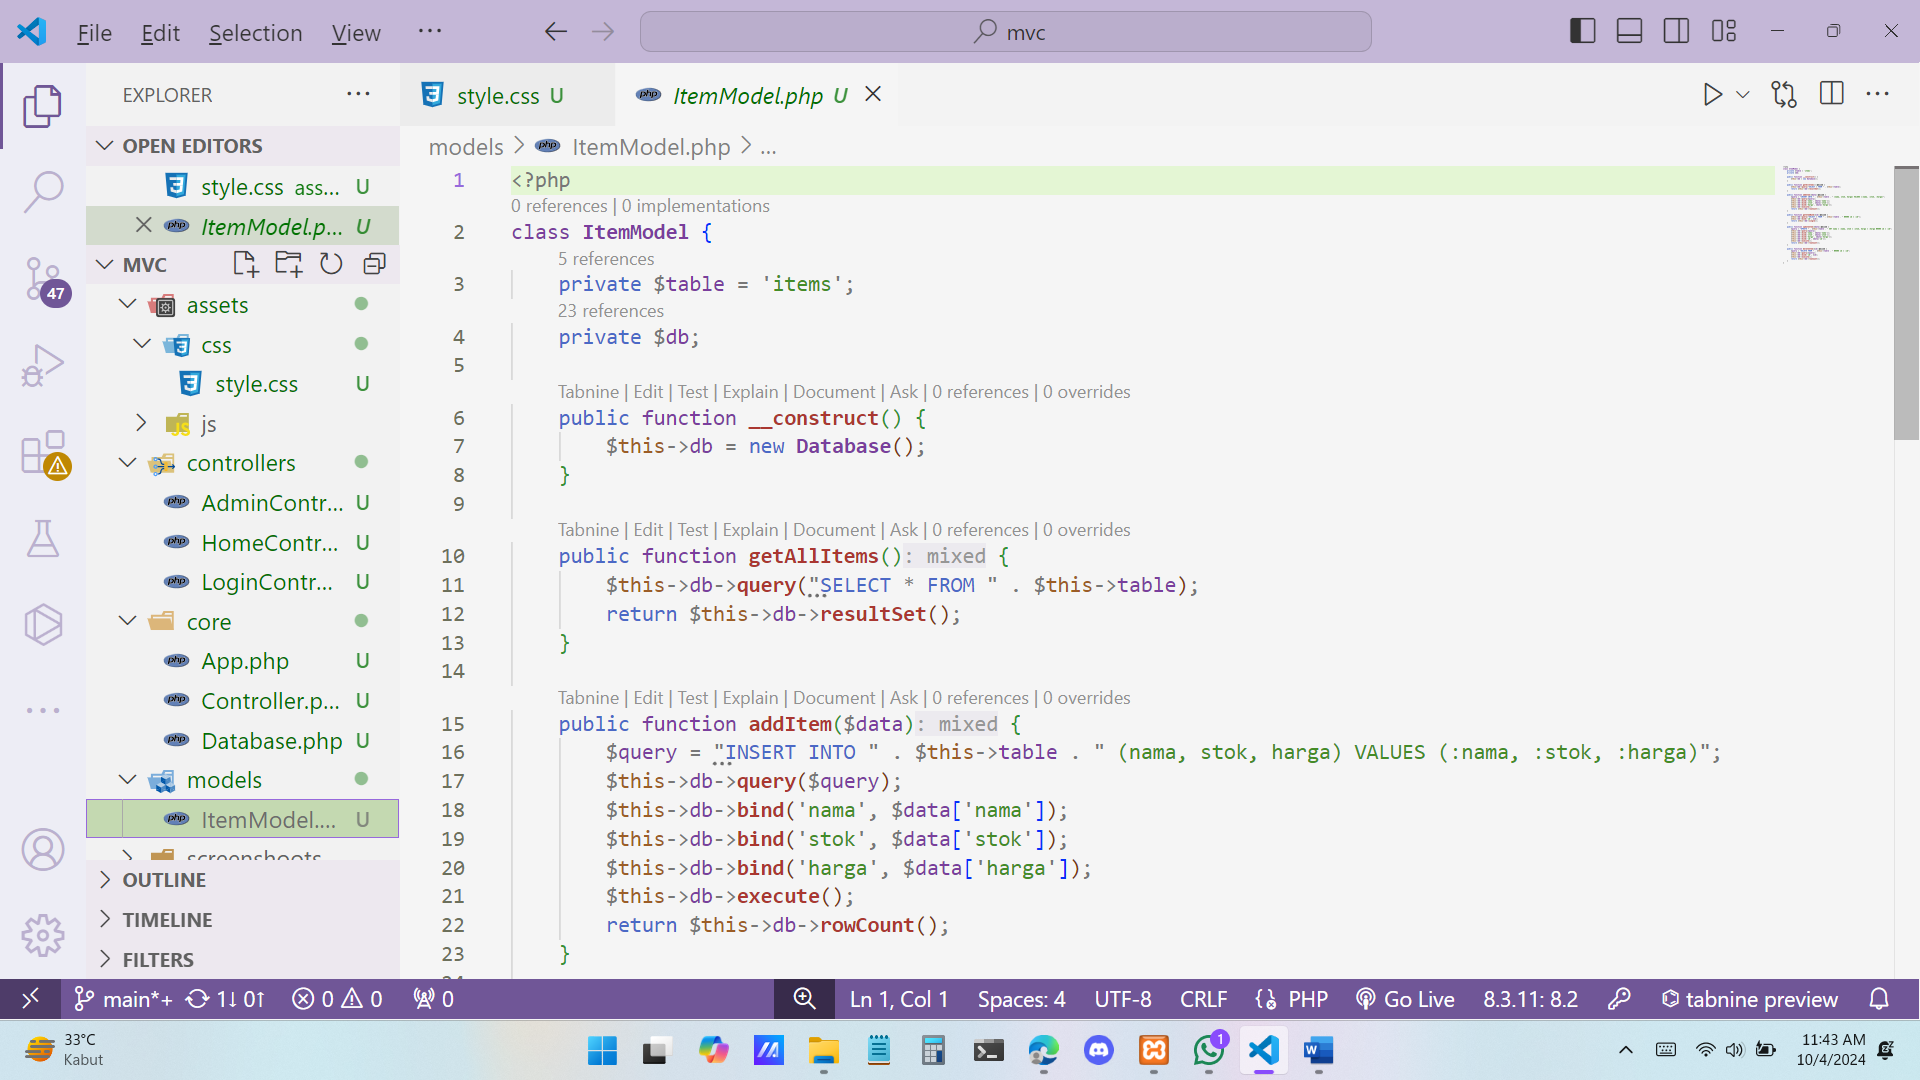 File Edit Selection View ··· mvc
EXPLORER ···
OPEN EDITORS
style.css ass... U
ItemModel.p... U
MVC
assets
css
style.css U
js
controllers
AdminContr... U
HomeContr... U
LoginContr... U
core
App.php U
Controller.p... U
Database.php U
models
ItemModel.... U
screenshoots
OUTLINE
TIMELINE
FILTERS
47
style.css U
php ItemModel.php U
models > php ItemModel.php > ...
1 <?php
0 references | 0 implementations
2 class ItemModel {
5 references
3 private $table = 'items';
23 references
4 private $db;
5
Tabnine | Edit | Test | Explain | Document | Ask | 0 references | 0 overrides
6 public function __construct() {
7 $this->db = new Database();
8 }
9
Tabnine | Edit | Test | Explain | Document | Ask | 0 references | 0 overrides
10 public function getAllItems(): mixed {
11 $this->db->query("SELECT * FROM " . $this->table);
12 return $this->db->resultSet();
13 }
14
Tabnine | Edit | Test | Explain | Document | Ask | 0 references | 0 overrides
15 public function addItem($data): mixed {
16 $query = "INSERT INTO " . $this->table . " (nama, stok, harga) VALUES (:nama, :stok, :harga)";
17 $this->db->query($query);
18 $this->db->bind('nama', $data['nama']);
19 $this->db->bind('stok', $data['stok']);
20 $this->db->bind('harga', $data['harga']);
21 $this->db->execute();
22 return $this->db->rowCount();
23 }
main*+ 1↓ 0↑ 0 0 0 Ln 1, Col 1 Spaces: 4 UTF-8 CRLF PHP Go Live 8.3.11: 8.2 tabnine preview
33°C
Kabut
1
11:43 AM
10/4/2024